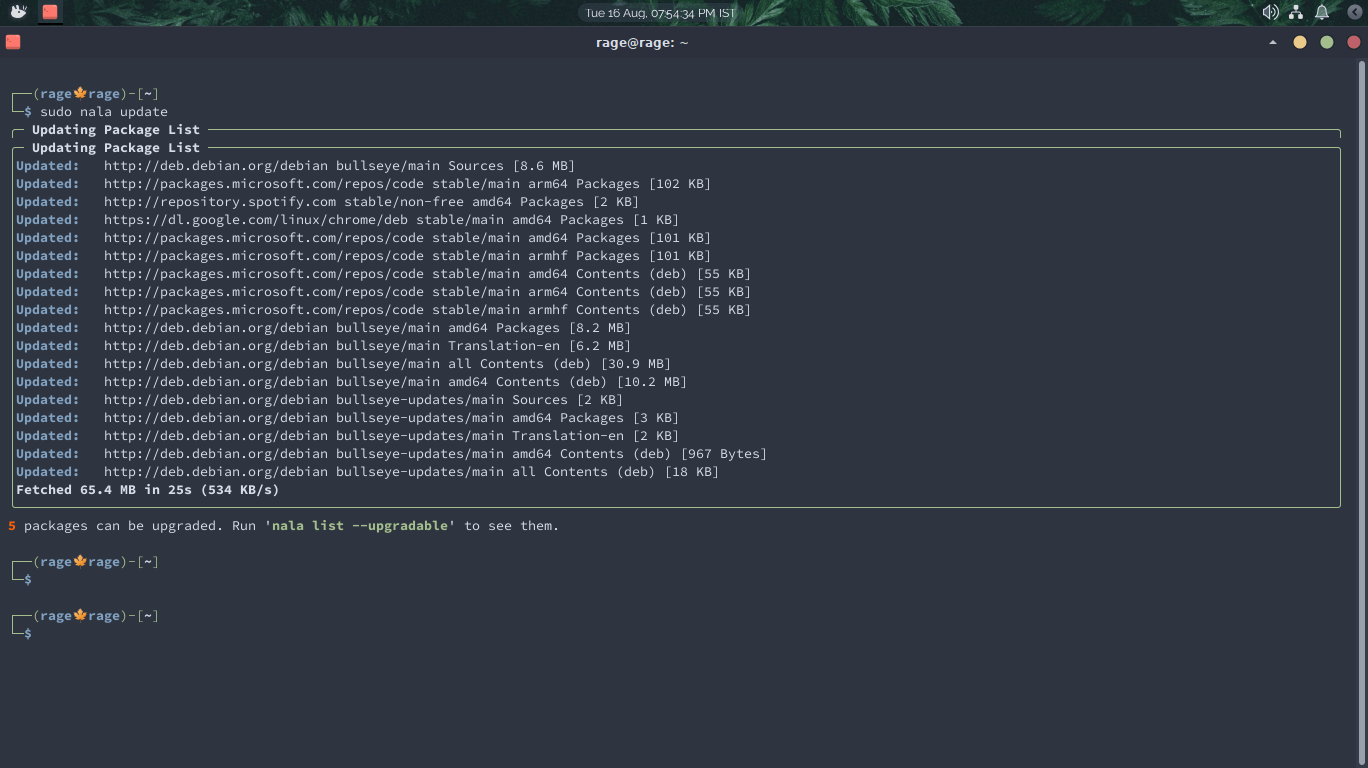 Tue 16 Aug, 07:54:34 PM IST
rage@rage: ~
┌──(rage🍁rage)-[~]
└─$ sudo nala update
Updating Package List
Updating Package List
Updated:   http://deb.debian.org/debian bullseye/main Sources [8.6 MB]
Updated:   http://packages.microsoft.com/repos/code stable/main arm64 Packages [102 KB]
Updated:   http://repository.spotify.com stable/non-free amd64 Packages [2 KB]
Updated:   https://dl.google.com/linux/chrome/deb stable/main amd64 Packages [1 KB]
Updated:   http://packages.microsoft.com/repos/code stable/main amd64 Packages [101 KB]
Updated:   http://packages.microsoft.com/repos/code stable/main armhf Packages [101 KB]
Updated:   http://packages.microsoft.com/repos/code stable/main amd64 Contents (deb) [55 KB]
Updated:   http://packages.microsoft.com/repos/code stable/main arm64 Contents (deb) [55 KB]
Updated:   http://packages.microsoft.com/repos/code stable/main armhf Contents (deb) [55 KB]
Updated:   http://deb.debian.org/debian bullseye/main amd64 Packages [8.2 MB]
Updated:   http://deb.debian.org/debian bullseye/main Translation-en [6.2 MB]
Updated:   http://deb.debian.org/debian bullseye/main all Contents (deb) [30.9 MB]
Updated:   http://deb.debian.org/debian bullseye/main amd64 Contents (deb) [10.2 MB]
Updated:   http://deb.debian.org/debian bullseye-updates/main Sources [2 KB]
Updated:   http://deb.debian.org/debian bullseye-updates/main amd64 Packages [3 KB]
Updated:   http://deb.debian.org/debian bullseye-updates/main Translation-en [2 KB]
Updated:   http://deb.debian.org/debian bullseye-updates/main amd64 Contents (deb) [967 Bytes]
Updated:   http://deb.debian.org/debian bullseye-updates/main all Contents (deb) [18 KB]
Fetched 65.4 MB in 25s (534 KB/s)
5 packages can be upgraded. Run 'nala list --upgradable' to see them.
┌──(rage🍁rage)-[~]
└─$
┌──(rage🍁rage)-[~]
└─$